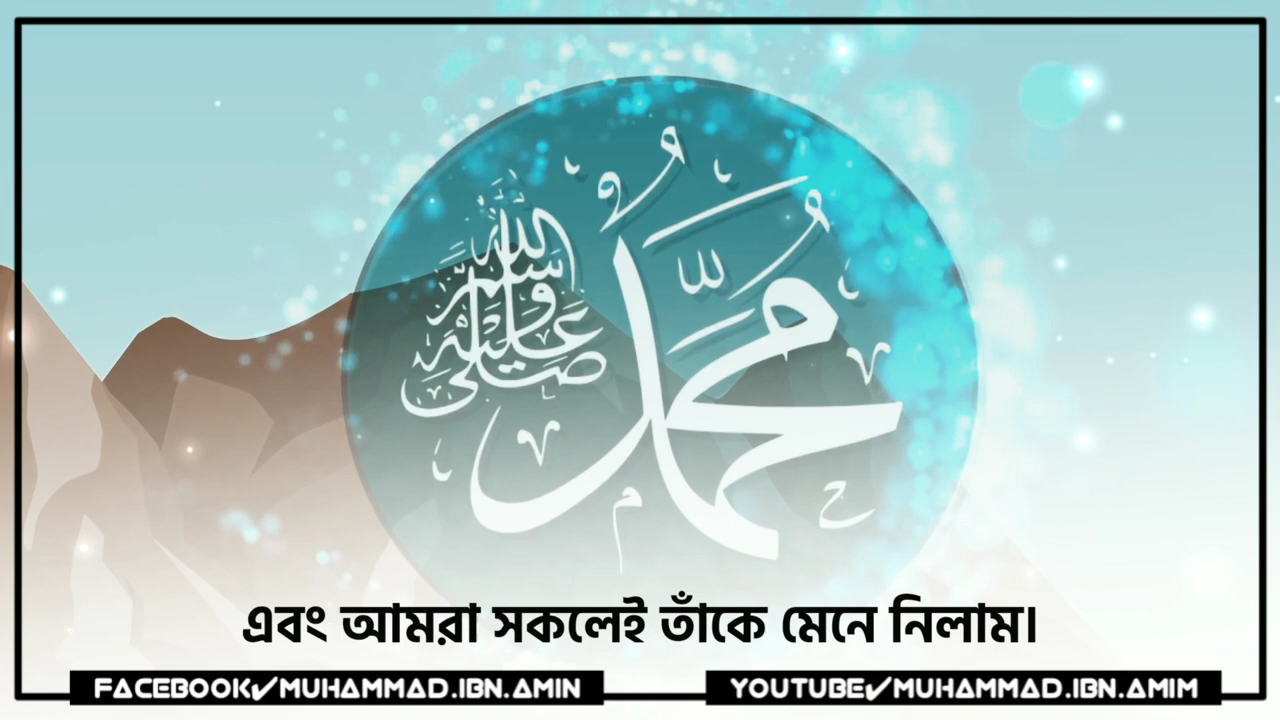 محمد
صلى الله عليه وسلم
এবং আমরা সকলেই তাঁকে মেনে নিলাম।
FACEBOOK✓MUHAMMAD.IBN.AMIN
YOUTUBE✓MUHAMMAD.IBN.AMIM